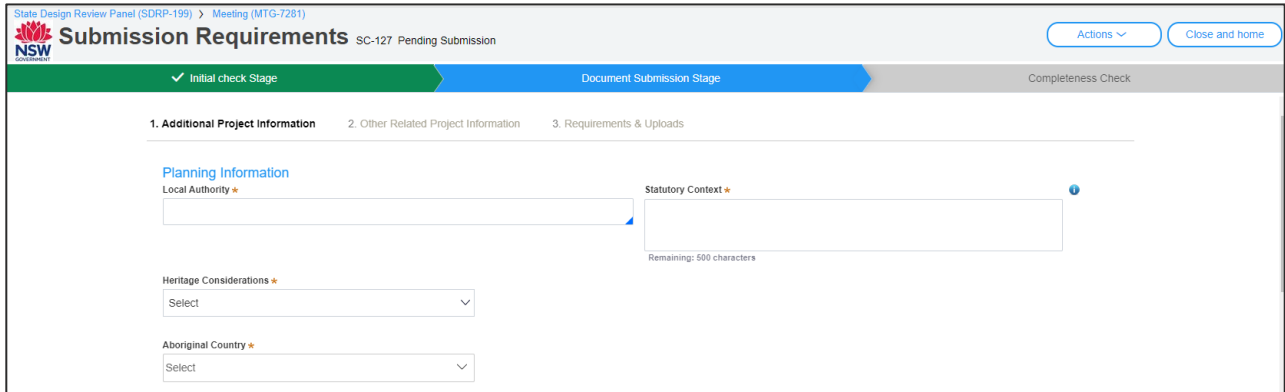 State Design Review Panel (SDRP-199) > Meeting (MTG-7281)
NSW GOVERNMENT
Submission Requirements SC-127 Pending Submission
Actions
Close and home
Initial check Stage
Document Submission Stage
Completeness Check
1. Additional Project Information
2. Other Related Project Information
3. Requirements & Uploads
Planning Information
Local Authority *
Statutory Context *
Remaining: 500 characters
Heritage Considerations *
Select
Aboriginal Country *
Select